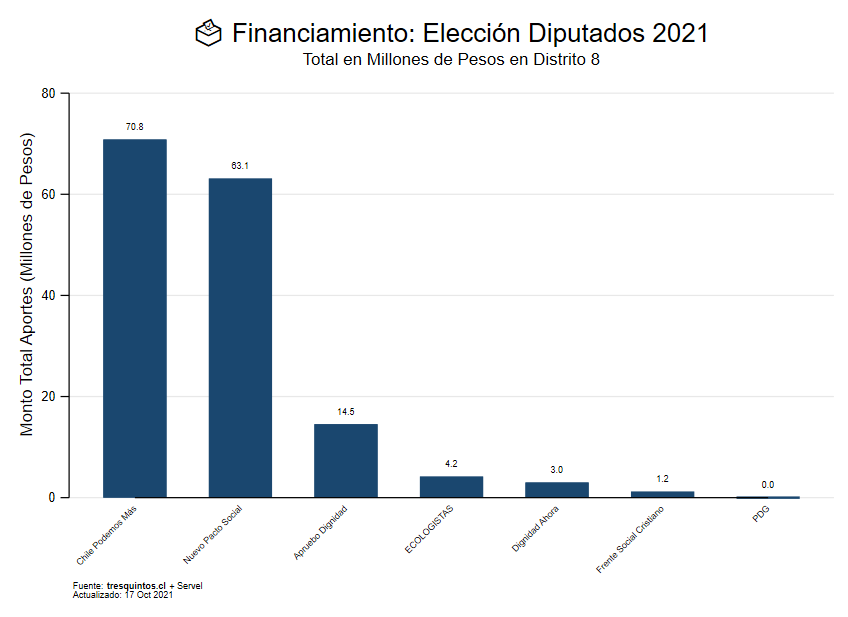 Financiamiento: Elección Diputados 2021
Total en Millones de Pesos en Distrito 8
Monto Total Aportes (Millones de Pesos)
80
60
40
20
0
70.8
63.1
14.5
4.2
3.0
1.2
0.0
Chile Podemos Más
Nuevo Pacto Social
Apruebo Dignidad
ECOLOGISTAS
Dignidad Ahora
Frente Social Cristiano
PDG
Fuente: tresquintos.cl + Servel
Actualizado: 17 Oct 2021